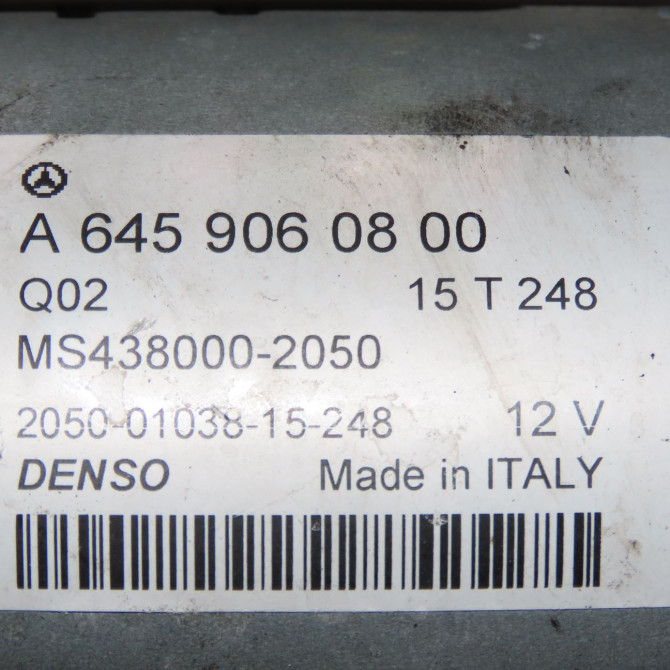 A 645 906 08 00
Q02 15 T 248
MS438000-2050
2050-01038-15-248 12 V
DENSO Made in ITALY